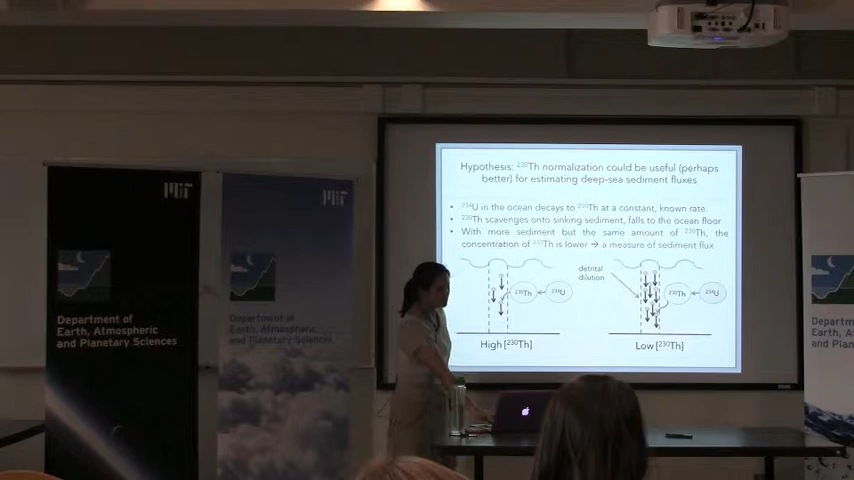 Hypothesis: ²³⁰Th normalization could be useful (perhaps
better) for estimating deep-sea sediment fluxes
• ²³⁴U in the ocean decays to ²³⁰Th at a constant, known rate.
• ²³⁰Th scavenges onto sinking sediment, falls to the ocean floor
• With more sediment but the same amount of ²³⁰Th, the
concentration of ²³⁰Th is lower → a measure of sediment flux
detrital
dilution
²³⁰Th
²³⁴U
²³⁰Th
²³⁴U
High [²³⁰Th]
Low [²³⁰Th]
MIT
Department of
Earth, Atmospheric
and Planetary Sciences
MIT
Department of
Earth, Atmospheric
and Planetary Sciences
Department
Earth,
and Plane